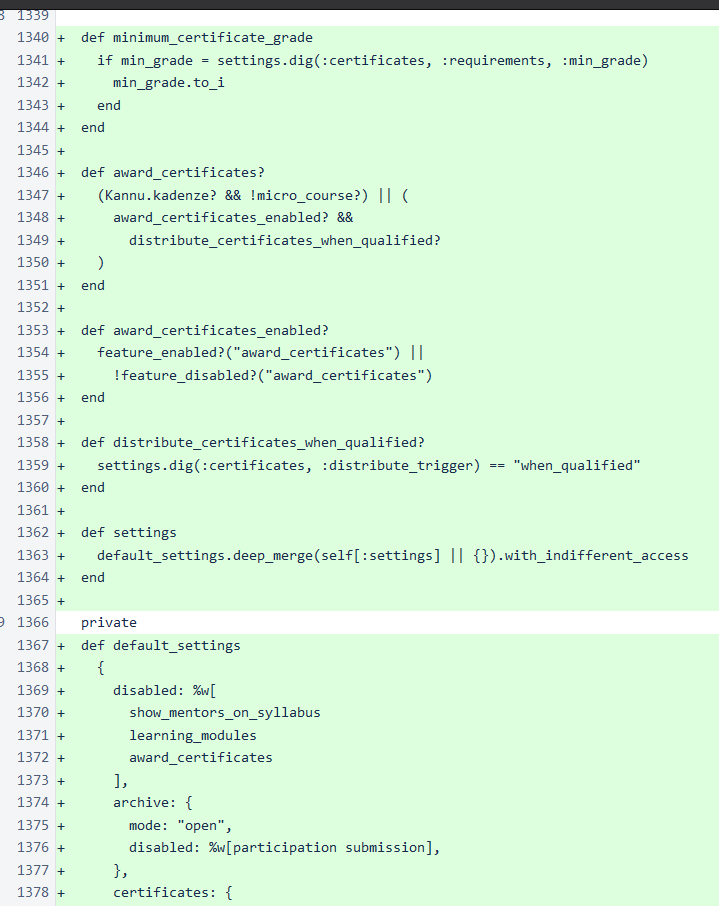 8 1339
1340 + def minimum_certificate_grade
1341 + if min_grade = settings.dig(:certificates, :requirements, :min_grade)
1342 + min_grade.to_i
1343 + end
1344 + end
1345 +
1346 + def award_certificates?
1347 + (Kannu.kadenze? && !micro_course?) || (
1348 + award_certificates_enabled? &&
1349 + distribute_certificates_when_qualified?
1350 + )
1351 + end
1352 +
1353 + def award_certificates_enabled?
1354 + feature_enabled?("award_certificates") ||
1355 + !feature_disabled?("award_certificates")
1356 + end
1357 +
1358 + def distribute_certificates_when_qualified?
1359 + settings.dig(:certificates, :distribute_trigger) == "when_qualified"
1360 + end
1361 +
1362 + def settings
1363 + default_settings.deep_merge(self[:settings] || {}).with_indifferent_access
1364 + end
1365 +
9 1366 private
1367 + def default_settings
1368 + {
1369 + disabled: %w[
1370 + show_mentors_on_syllabus
1371 + learning_modules
1372 + award_certificates
1373 + ],
1374 + archive: {
1375 + mode: "open",
1376 + disabled: %w[participation submission],
1377 + },
1378 + certificates: {